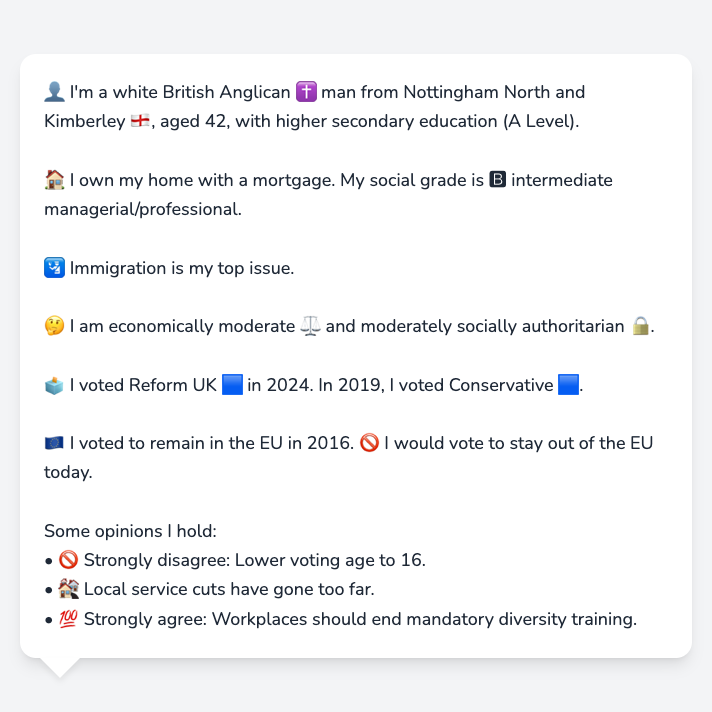 👤 I'm a white British Anglican ✝️ man from Nottingham North and
Kimberley 🏴󠁧󠁢󠁥󠁮󠁧󠁿, aged 42, with higher secondary education (A Level).
🏠 I own my home with a mortgage. My social grade is 🅱 intermediate
managerial/professional.
🛂 Immigration is my top issue.
🤔 I am economically moderate ⚖️ and moderately socially authoritarian 🔒.
🗳️ I voted Reform UK 🟦 in 2024. In 2019, I voted Conservative 🟦.
🇪🇺 I voted to remain in the EU in 2016. 🚫 I would vote to stay out of the EU
today.
Some opinions I hold:
• 🚫 Strongly disagree: Lower voting age to 16.
• 🏘️ Local service cuts have gone too far.
• 💯 Strongly agree: Workplaces should end mandatory diversity training.